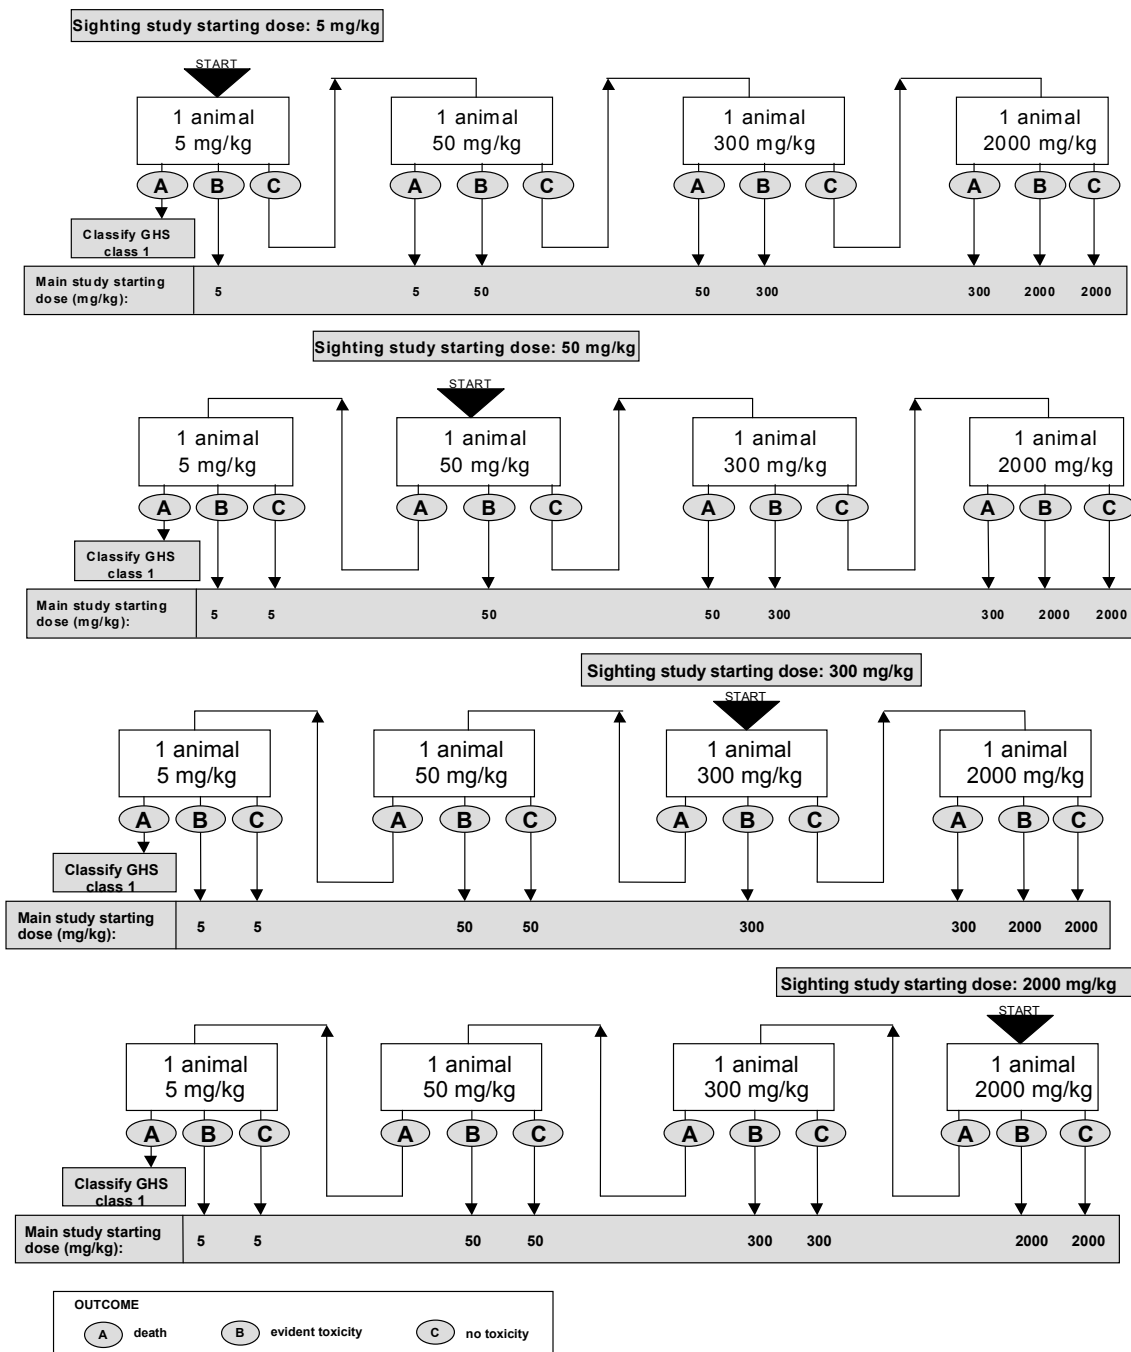 Sighting study starting dose: 5 mg/kg
START
1 animal
5 mg/kg
1 animal
50 mg/kg
1 animal
300 mg/kg
1 animal
2000 mg/kg
A B C A B C A B C A B C
Classify GHS
class 1
Main study starting
dose (mg/kg):
5 5 50 50 300 300 2000 2000
Sighting study starting dose: 50 mg/kg
START
1 animal
5 mg/kg
1 animal
50 mg/kg
1 animal
300 mg/kg
1 animal
2000 mg/kg
A B C A B C A B C A B C
Classify GHS
class 1
Main study starting
dose (mg/kg):
5 5 50 50 300 300 2000 2000
Sighting study starting dose: 300 mg/kg
START
1 animal
5 mg/kg
1 animal
50 mg/kg
1 animal
300 mg/kg
1 animal
2000 mg/kg
A B C A B C A B C A B C
Classify GHS
class 1
Main study starting
dose (mg/kg):
5 5 50 50 300 300 2000 2000
Sighting study starting dose: 2000 mg/kg
START
1 animal
5 mg/kg
1 animal
50 mg/kg
1 animal
300 mg/kg
1 animal
2000 mg/kg
A B C A B C A B C A B C
Classify GHS
class 1
Main study starting
dose (mg/kg):
5 5 50 50 300 300 2000 2000
OUTCOME
A death B evident toxicity C no toxicity